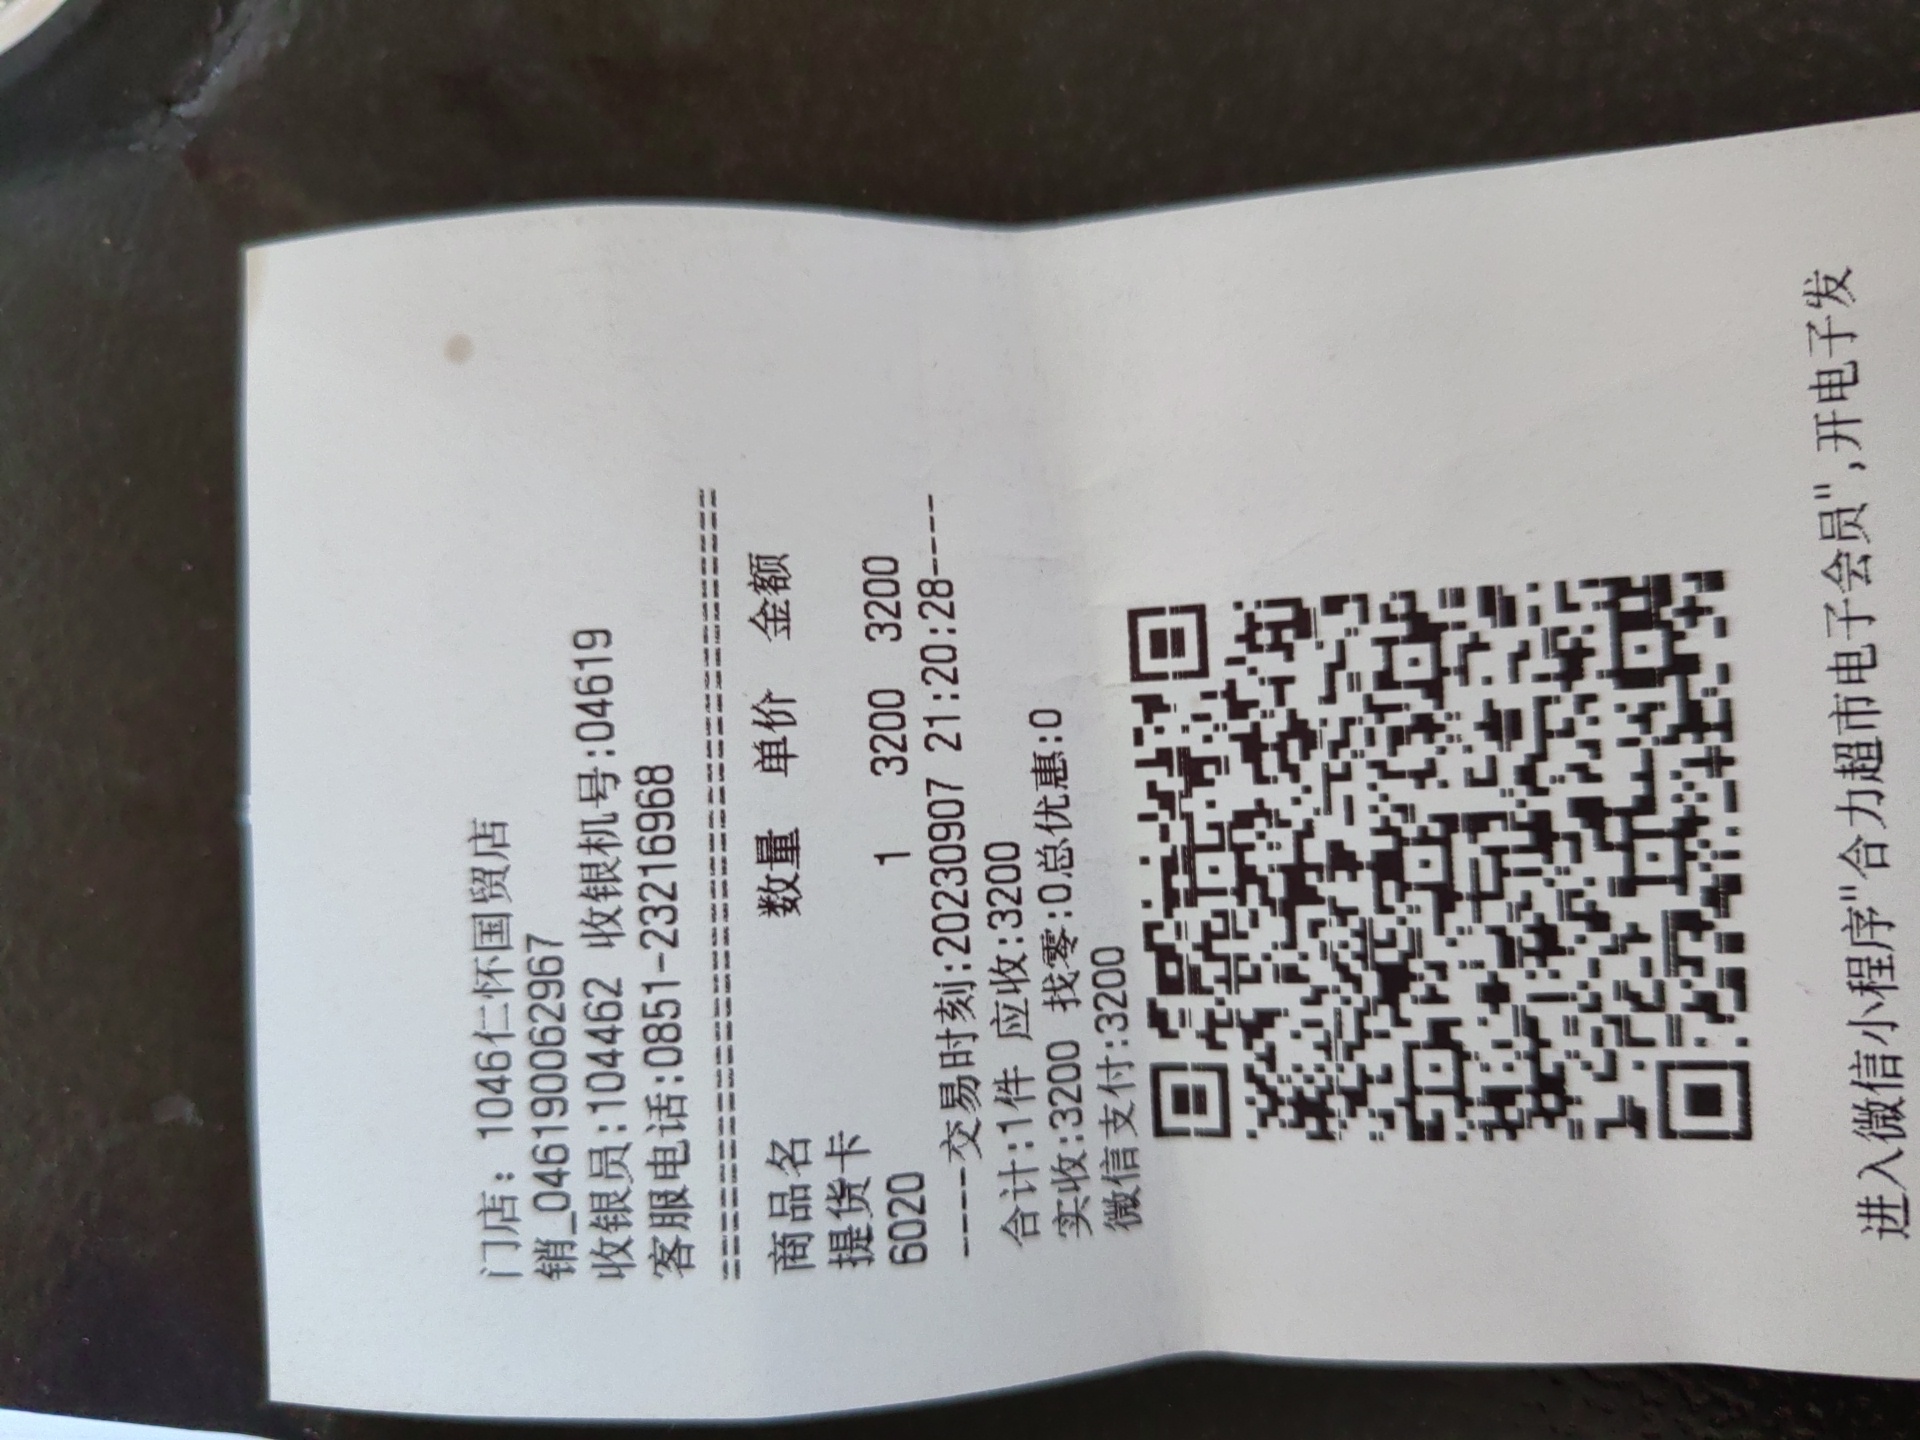 门店: 1046仁怀国贸店
销_046190062967
收银员:104462 收银机号:04619
客服电话:0851-23216968
================================
商品名 数量 单价 金额
提货卡
6020 1 3200 3200
-----交易时刻:20230907 21:20:28-----
合计:1件 应收:3200
实收:3200 找零:0总优惠:0
微信支付:3200
进入微信小程序"合力超市电子会员",开电子发